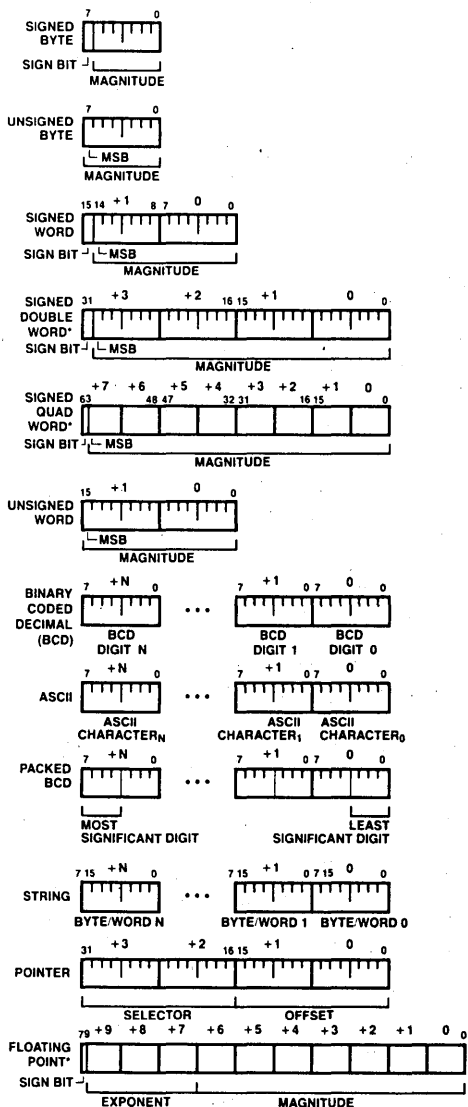 7 0
SIGNED
BYTE
SIGN BIT
MAGNITUDE
7 0
UNSIGNED
BYTE
MSB
MAGNITUDE
15 14 +1 8 7 0 0
SIGNED
WORD
SIGN BIT
MSB
MAGNITUDE
31 +3 +2 16 15 +1 0 0
SIGNED
DOUBLE
WORD*
SIGN BIT
MSB
MAGNITUDE
+7 +6 +5 +4 +3 +2 +1 0
63 48 47 32 31 16 15 0
SIGNED
QUAD
WORD*
SIGN BIT
MSB
MAGNITUDE
15 +1 0 0
UNSIGNED
WORD
MSB
MAGNITUDE
7 +N 0 7 +1 0 7 0 0
BINARY
CODED
DECIMAL
(BCD)
• • •
BCD
DIGIT N
BCD
DIGIT 1
BCD
DIGIT 0
7 +N 0 7 +1 0 7 0 0
ASCII • • •
ASCII
CHARACTERN
ASCII
CHARACTER1
ASCII
CHARACTER0
7 +N 0 7 +1 0 7 0 0
PACKED
BCD
• • •
MOST
SIGNIFICANT DIGIT
LEAST
SIGNIFICANT DIGIT
7 15 +N 0 7 15 +1 0 7 15 0 0
STRING • • •
BYTE/WORD N BYTE/WORD 1 BYTE/WORD 0
31 +3 +2 16 15 +1 0 0
POINTER
SELECTOR OFFSET
79 +9 +8 +7 +6 +5 +4 +3 +2 +1 0 0
FLOATING
POINT*
SIGN BIT
EXPONENT MAGNITUDE